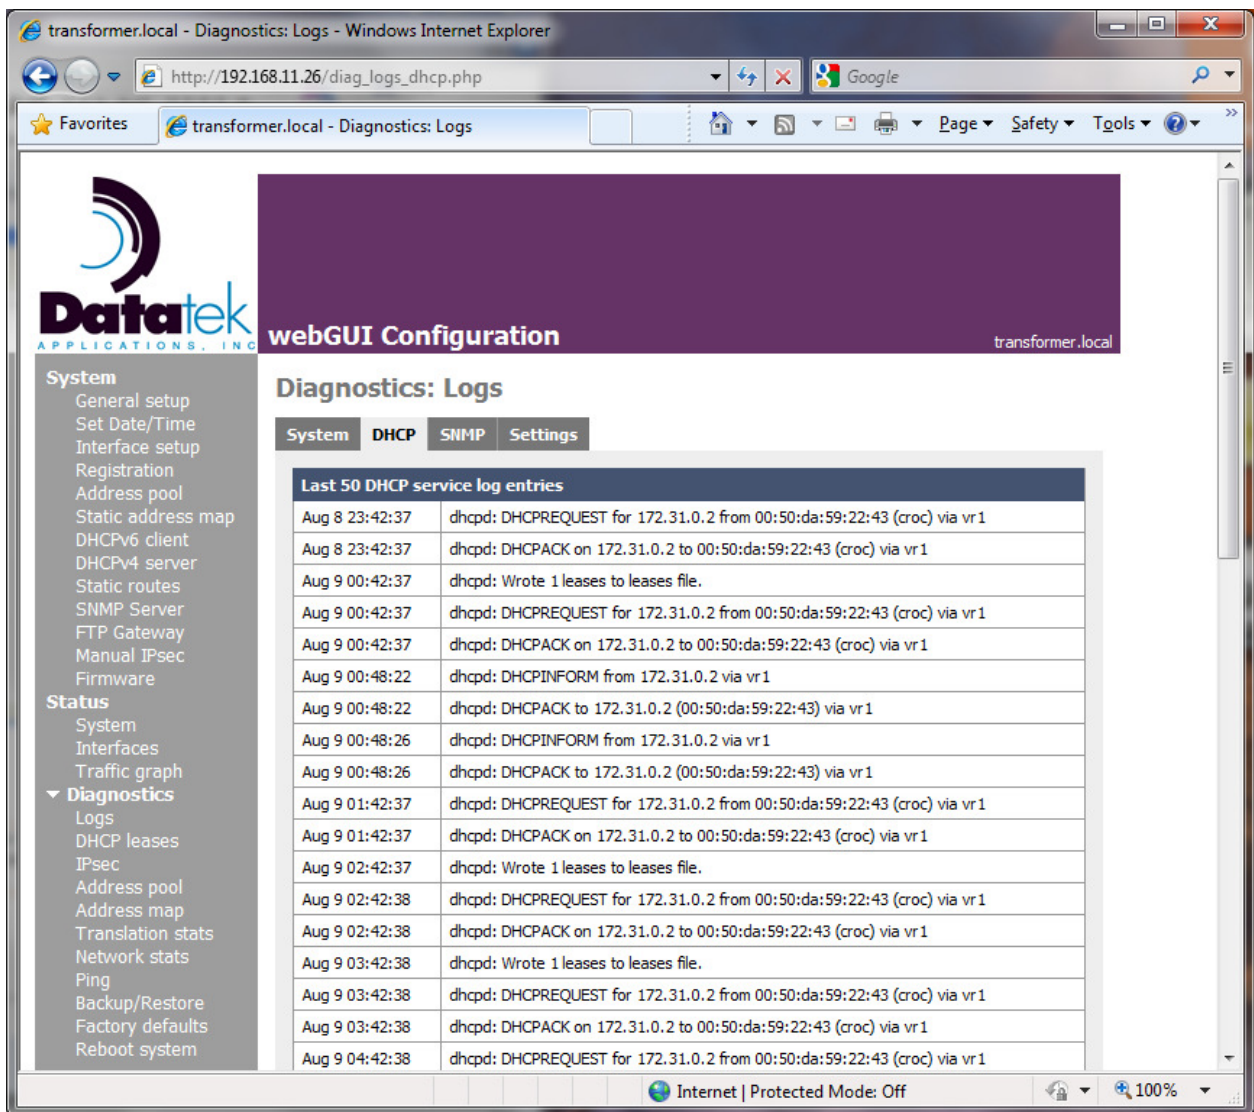 transformer.local - Diagnostics: Logs - Windows Internet Explorer
http://192.168.11.26/diag_logs_dhcp.php
Google
Favorites
transformer.local - Diagnostics: Logs
Page
Safety
Tools
Datatek
APPLICATIONS, INC
webGUI Configuration
transformer.local
System
General setup
Set Date/Time
Interface setup
Registration
Address pool
Static address map
DHCPv6 client
DHCPv4 server
Static routes
SNMP Server
FTP Gateway
Manual IPsec
Firmware
Status
System
Interfaces
Traffic graph
Diagnostics
Logs
DHCP leases
IPsec
Address pool
Address map
Translation stats
Network stats
Ping
Backup/Restore
Factory defaults
Reboot system
Diagnostics: Logs
System DHCP SNMP Settings
Last 50 DHCP service log entries
Aug 8 23:42:37 dhcpd: DHCPREQUEST for 172.31.0.2 from 00:50:da:59:22:43 (croc) via vr1
Aug 8 23:42:37 dhcpd: DHCPACK on 172.31.0.2 to 00:50:da:59:22:43 (croc) via vr1
Aug 9 00:42:37 dhcpd: Wrote 1 leases to leases file.
Aug 9 00:42:37 dhcpd: DHCPREQUEST for 172.31.0.2 from 00:50:da:59:22:43 (croc) via vr1
Aug 9 00:42:37 dhcpd: DHCPACK on 172.31.0.2 to 00:50:da:59:22:43 (croc) via vr1
Aug 9 00:48:22 dhcpd: DHCPINFORM from 172.31.0.2 via vr1
Aug 9 00:48:22 dhcpd: DHCPACK to 172.31.0.2 (00:50:da:59:22:43) via vr1
Aug 9 00:48:26 dhcpd: DHCPINFORM from 172.31.0.2 via vr1
Aug 9 00:48:26 dhcpd: DHCPACK to 172.31.0.2 (00:50:da:59:22:43) via vr1
Aug 9 01:42:37 dhcpd: DHCPREQUEST for 172.31.0.2 from 00:50:da:59:22:43 (croc) via vr1
Aug 9 01:42:37 dhcpd: DHCPACK on 172.31.0.2 to 00:50:da:59:22:43 (croc) via vr1
Aug 9 02:42:37 dhcpd: Wrote 1 leases to leases file.
Aug 9 02:42:38 dhcpd: DHCPREQUEST for 172.31.0.2 from 00:50:da:59:22:43 (croc) via vr1
Aug 9 02:42:38 dhcpd: DHCPACK on 172.31.0.2 to 00:50:da:59:22:43 (croc) via vr1
Aug 9 03:42:38 dhcpd: Wrote 1 leases to leases file.
Aug 9 03:42:38 dhcpd: DHCPREQUEST for 172.31.0.2 from 00:50:da:59:22:43 (croc) via vr1
Aug 9 03:42:38 dhcpd: DHCPACK on 172.31.0.2 to 00:50:da:59:22:43 (croc) via vr1
Aug 9 04:42:38 dhcpd: DHCPREQUEST for 172.31.0.2 from 00:50:da:59:22:43 (croc) via vr1
Internet | Protected Mode: Off
100%